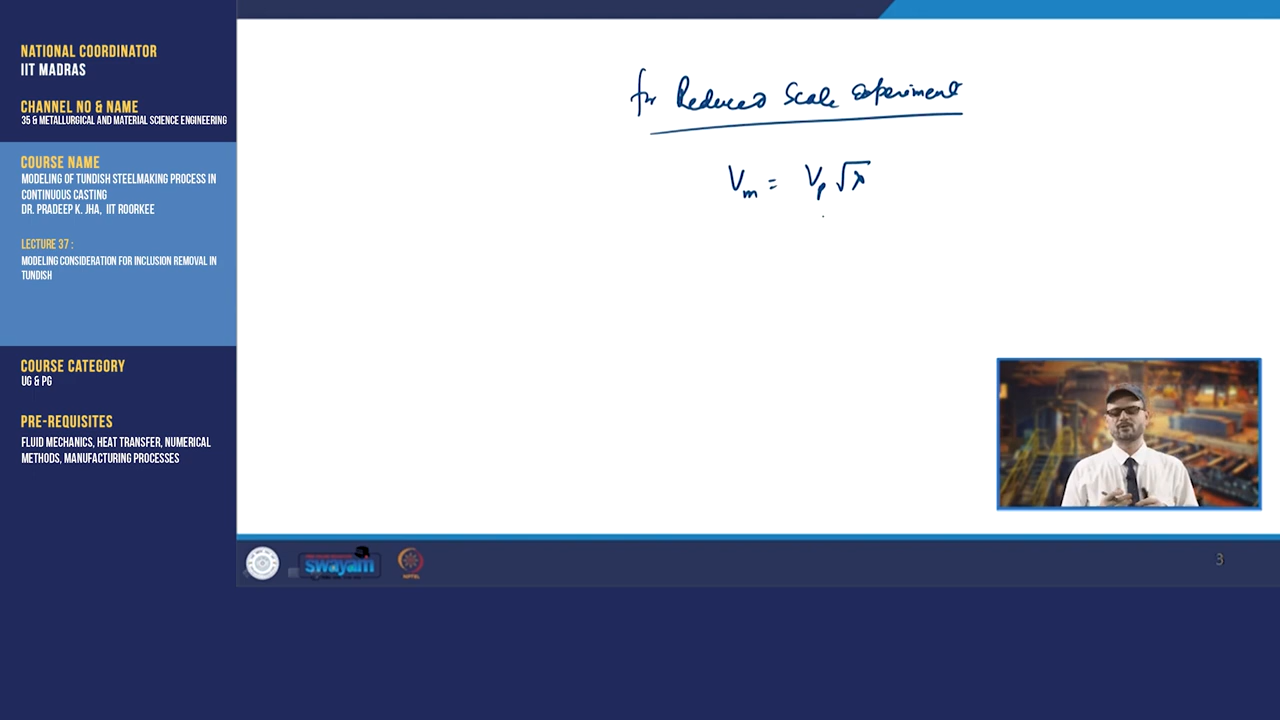 NATIONAL COORDINATOR
IIT MADRAS
CHANNEL NO & NAME
35 & METALLURGICAL AND MATERIAL SCIENCE ENGINEERING
COURSE NAME
MODELING OF TUNDISH STEELMAKING PROCESS IN
CONTINUOUS CASTING
DR. PRADEEP K. JHA, IIT ROORKEE
LECTURE 37 :
MODELING CONSIDERATION FOR INCLUSION REMOVAL IN
TUNDISH
COURSE CATEGORY
UG & PG
PRE-REQUISITES
FLUID MECHANICS, HEAT TRANSFER, NUMERICAL
METHODS, MANUFACTURING PROCESSES
for Reduced Scale Experiment
Vm = Vp √λ
swayam
3